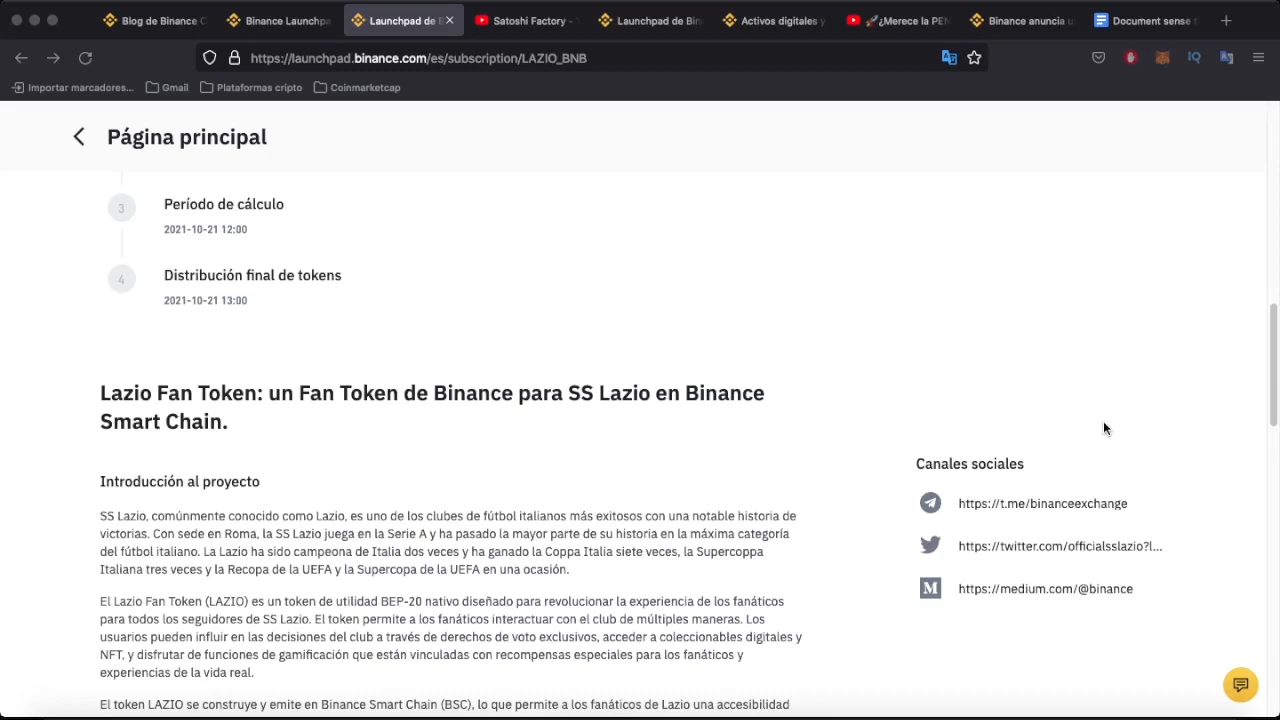 Blog de Binance
Binance Launchpa
Launchpad de B
Satoshi Factory -
Launchpad de Bin
Activos digitales y
🚀¿Merece la PEN
Binance anuncia u
Document sense t
https://launchpad.binance.com/es/subscription/LAZIO_BNB
IQ
Importar marcadores...
Gmail
Plataformas cripto
Coinmarketcap
Página principal
3
Período de cálculo
2021-10-21 12:00
4
Distribución final de tokens
2021-10-21 13:00
Lazio Fan Token: un Fan Token de Binance para SS Lazio en Binance
Smart Chain.
Introducción al proyecto
SS Lazio, comúnmente conocido como Lazio, es uno de los clubes de fútbol italianos más exitosos con una notable historia de
victorias. Con sede en Roma, la SS Lazio juega en la Serie A y ha pasado la mayor parte de su historia en la máxima categoría
del fútbol italiano. La Lazio ha sido campeona de Italia dos veces y ha ganado la Coppa Italia siete veces, la Supercoppa
Italiana tres veces y la Recopa de la UEFA y la Supercopa de la UEFA en una ocasión.
El Lazio Fan Token (LAZIO) es un token de utilidad BEP-20 nativo diseñado para revolucionar la experiencia de los fanáticos
para todos los seguidores de SS Lazio. El token permite a los fanáticos interactuar con el club de múltiples maneras. Los
usuarios pueden influir en las decisiones del club a través de derechos de voto exclusivos, acceder a coleccionables digitales y
NFT, y disfrutar de funciones de gamificación que están vinculadas con recompensas especiales para los fanáticos y
experiencias de la vida real.
El token LAZIO se construye y emite en Binance Smart Chain (BSC), lo que permite a los fanáticos de Lazio una accesibilidad
Canales sociales
https://t.me/binanceexchange
https://twitter.com/officialsslazio?l...
M
https://medium.com/@binance